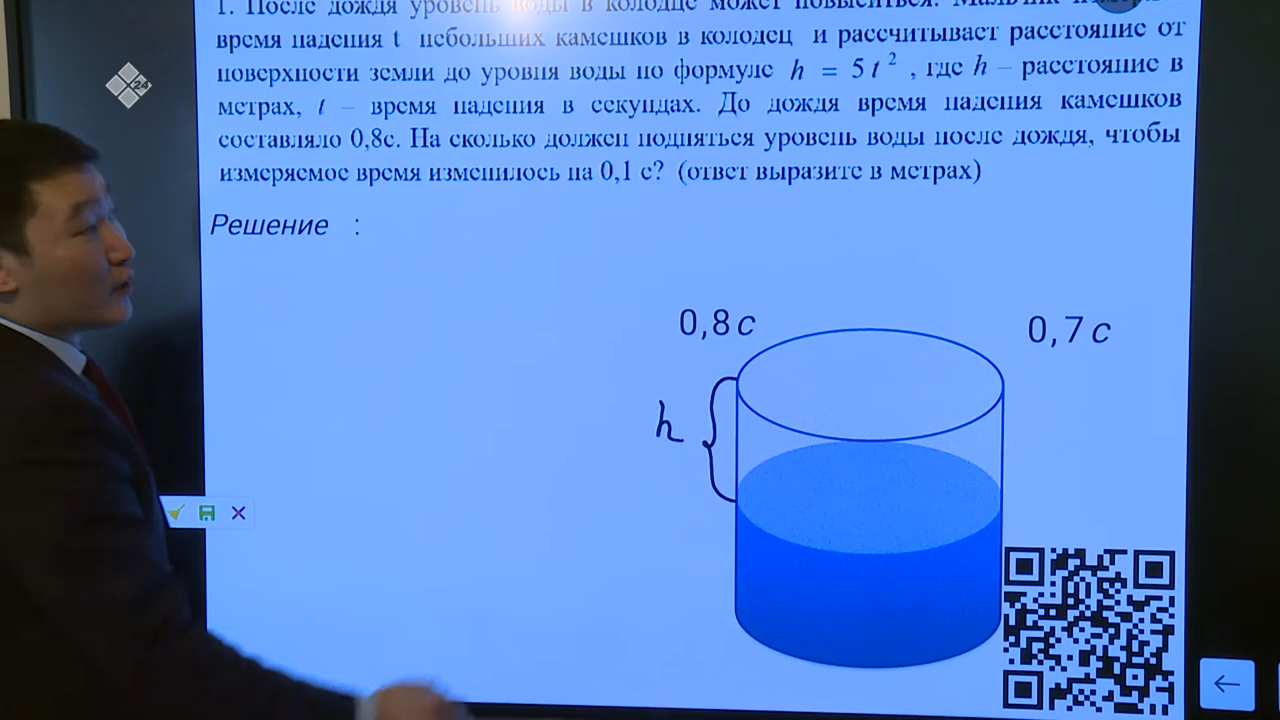 1. После дождя уровень воды в колодце может повыситься. Мальчик
время падения t небольших камешков в колодец и рассчитывает расстояние от
поверхности земли до уровня воды по формуле h = 5t², где h – расстояние в
метрах, t – время падения в секундах. До дождя время падения камешков
составляло 0,8с. На сколько должен подняться уровень воды после дождя, чтобы
измеряемое время изменилось на 0,1 с? (ответ выразите в метрах)
Решение :
0,8 с
0,7 с
h
24